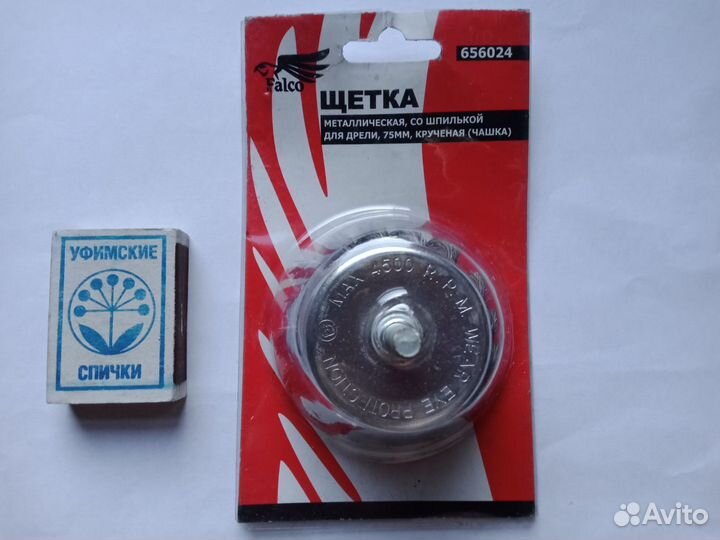 656024
Falco
ЩЕТКА
МЕТАЛЛИЧЕСКАЯ, СО ШПИЛЬКОЙ
ДЛЯ ДРЕЛИ, 75ММ, КРУЧЕНАЯ (ЧАШКА)
MAX 4500 R.P.M. WEAR EYE PROTECTION
УФИМСКИЕ
СПИЧКИ
Avito